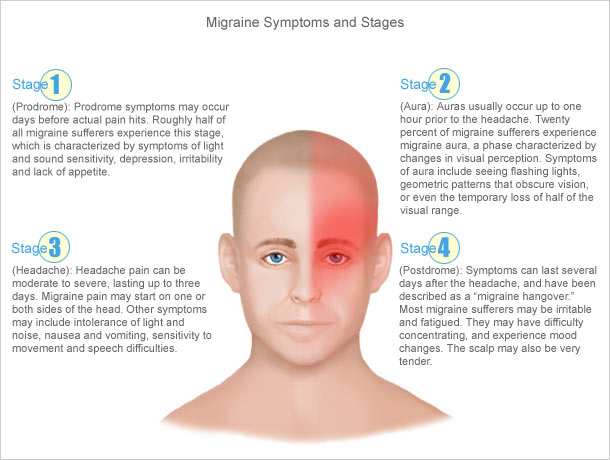 Migraine Symptoms and Stages
Stage 1
(Prodrome): Prodrome symptoms may occur
days before actual pain hits. Roughly half of
all migraine sufferers experience this stage,
which is characterized by symptoms of light
and sound sensitivity, depression, irritability
and lack of appetite.
Stage 2
(Aura): Auras usually occur up to one
hour prior to the headache. Twenty
percent of migraine sufferers experience
migraine aura, a phase characterized by
changes in visual perception. Symptoms
of aura include seeing flashing lights,
geometric patterns that obscure vision,
or even the temporary loss of half of the
visual range.
Stage 3
(Headache): Headache pain can be
moderate to severe, lasting up to three
days. Migraine pain may start on one or
both sides of the head. Other symptoms
may include intolerance of light and
noise, nausea and vomiting, sensitivity to
movement and speech difficulties.
Stage 4
(Postdrome): Symptoms can last several
days after the headache, and have been
described as a “migraine hangover.”
Most migraine sufferers may be irritable
and fatigued. They may have difficulty
concentrating, and experience mood
changes. The scalp may also be very
tender.